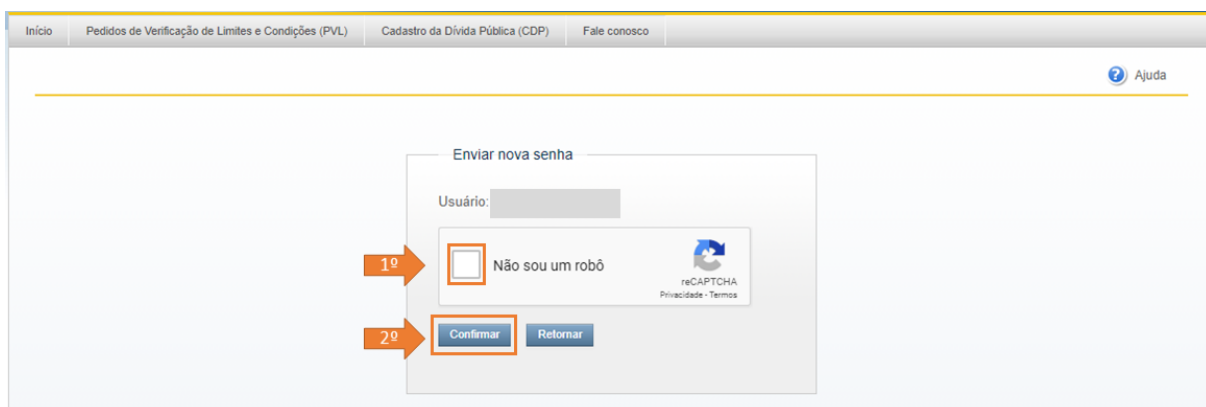 Início Pedidos de Verificação de Limites e Condições (PVL) Cadastro da Dívida Pública (CDP) Fale conosco
Ajuda
Enviar nova senha
Usuário:
1º
Não sou um robô
reCAPTCHA
Privacidade - Termos
2º
Confirmar Retornar